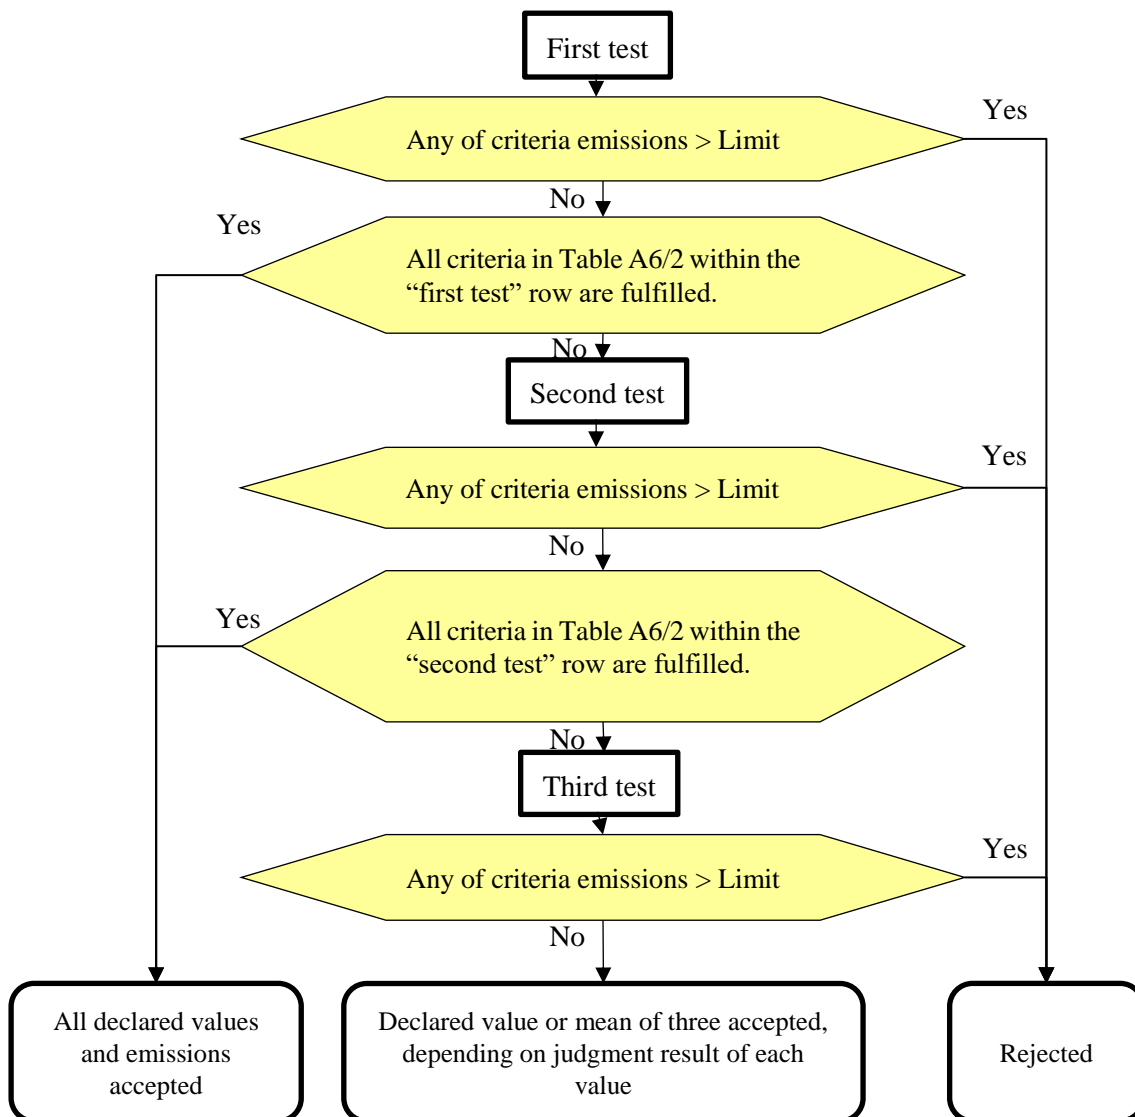 First test
Yes
Any of criteria emissions > Limit
No
Yes
All criteria in Table A6/2 within the
“first test” row are fulfilled.
No
Second test
Yes
Any of criteria emissions > Limit
No
Yes
All criteria in Table A6/2 within the
“second test” row are fulfilled.
No
Third test
Yes
Any of criteria emissions > Limit
No
All declared values
and emissions
accepted
Declared value or mean of three accepted,
depending on judgment result of each
value
Rejected